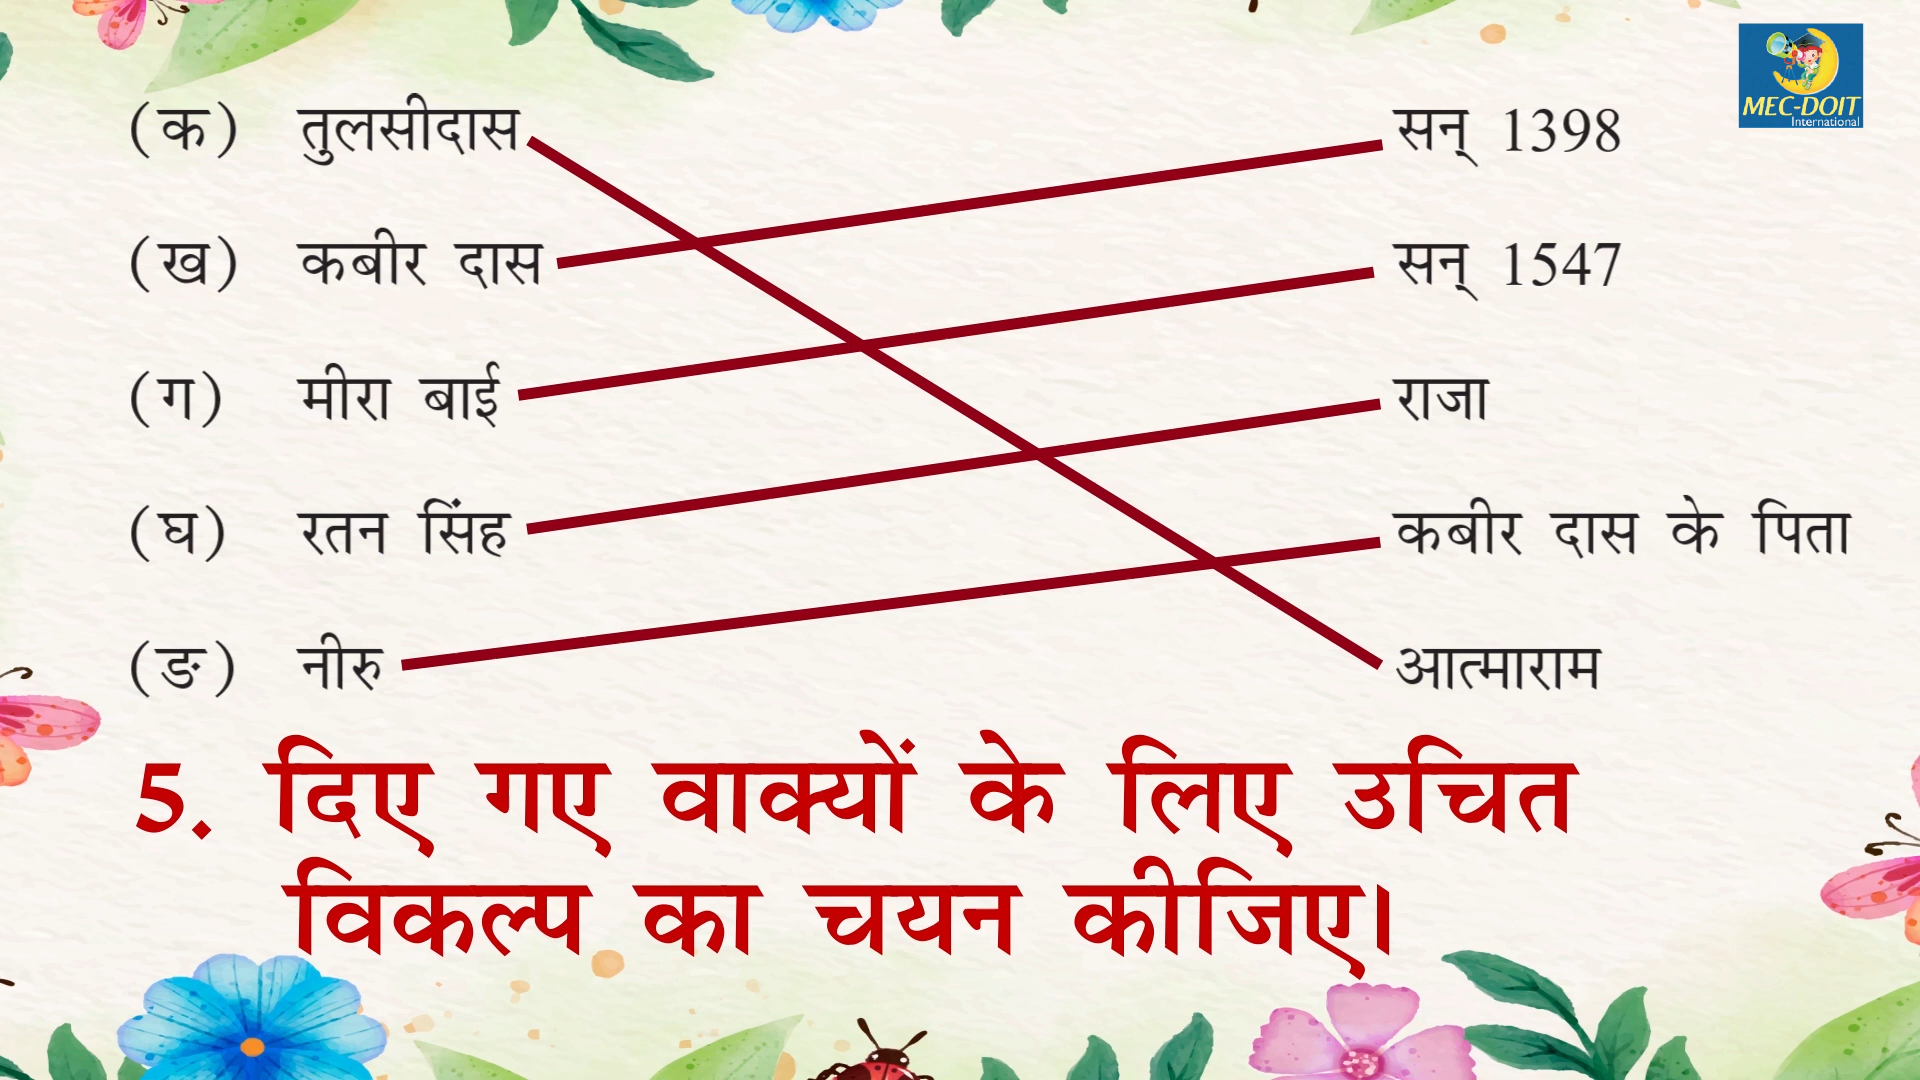 MEC-DOIT
International
(क) तुलसीदास सन् 1398
(ख) कबीर दास सन् 1547
(ग) मीरा बाई राजा
(घ) रतन सिंह कबीर दास के पिता
(ङ) नीरु आत्माराम
5. दिए गए वाक्यों के लिए उचित
विकल्प का चयन कीजिए।